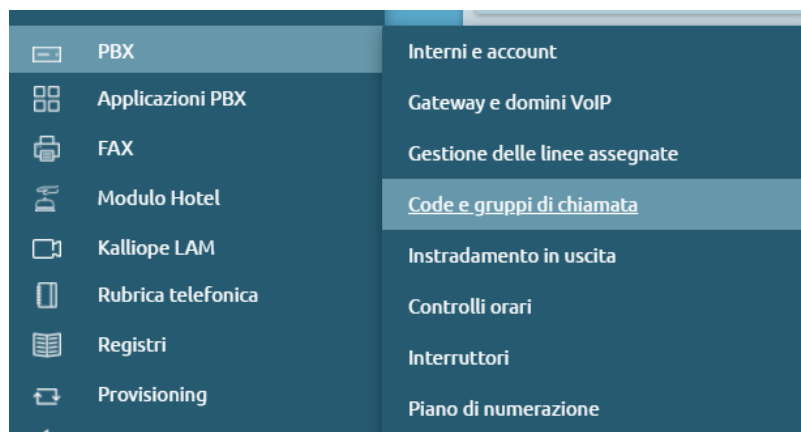 PBX
Applicazioni PBX
FAX
Modulo Hotel
Kalliope LAM
Rubrica telefonica
Registri
Provisioning
Interni e account
Gateway e domini VoIP
Gestione delle linee assegnate
Code e gruppi di chiamata
Instradamento in uscita
Controlli orari
Interruttori
Piano di numerazione